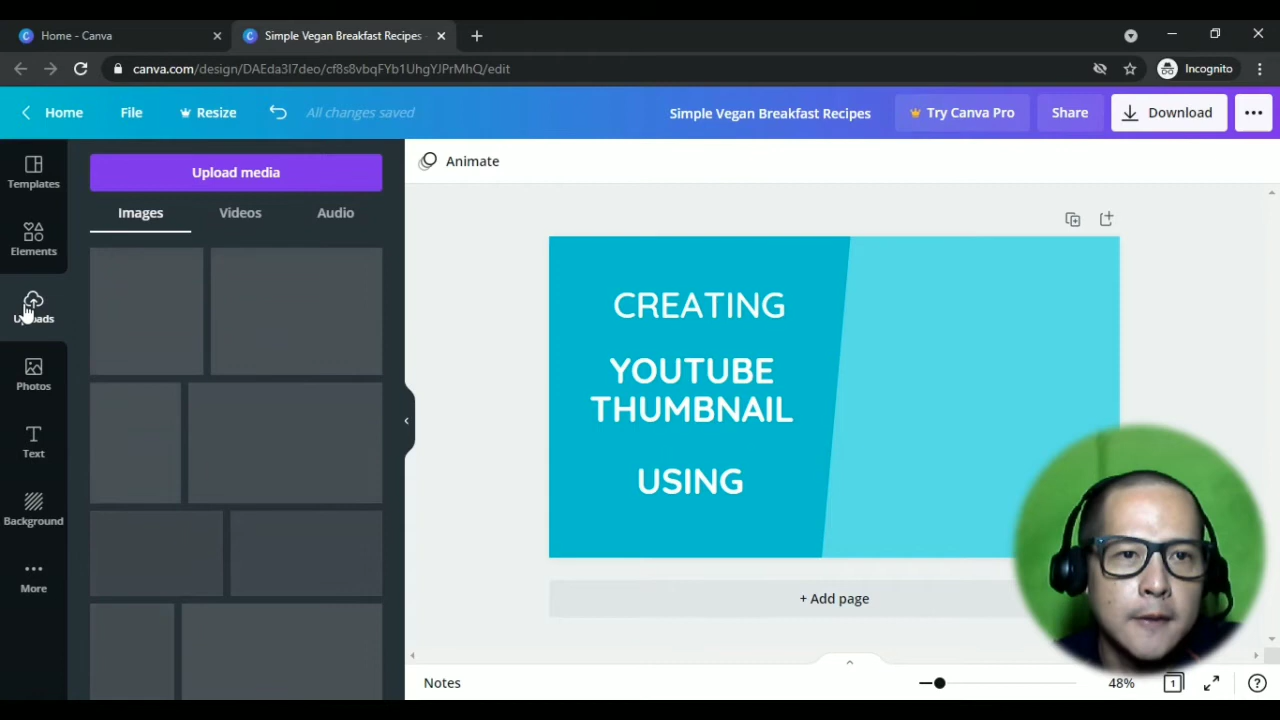 Home - Canva
Simple Vegan Breakfast Recipes
canva.com/design/DAEda3I7deo/cf8s8vbqFYb1UhgYJPrMhQ/edit
Incognito
Home
File
Resize
All changes saved
Simple Vegan Breakfast Recipes
Try Canva Pro
Share
Download
Templates
Elements
Uploads
Photos
Text
Background
More
Upload media
Images
Videos
Audio
Animate
CREATING
YOUTUBE
THUMBNAIL
USING
+ Add page
Notes
48%
1